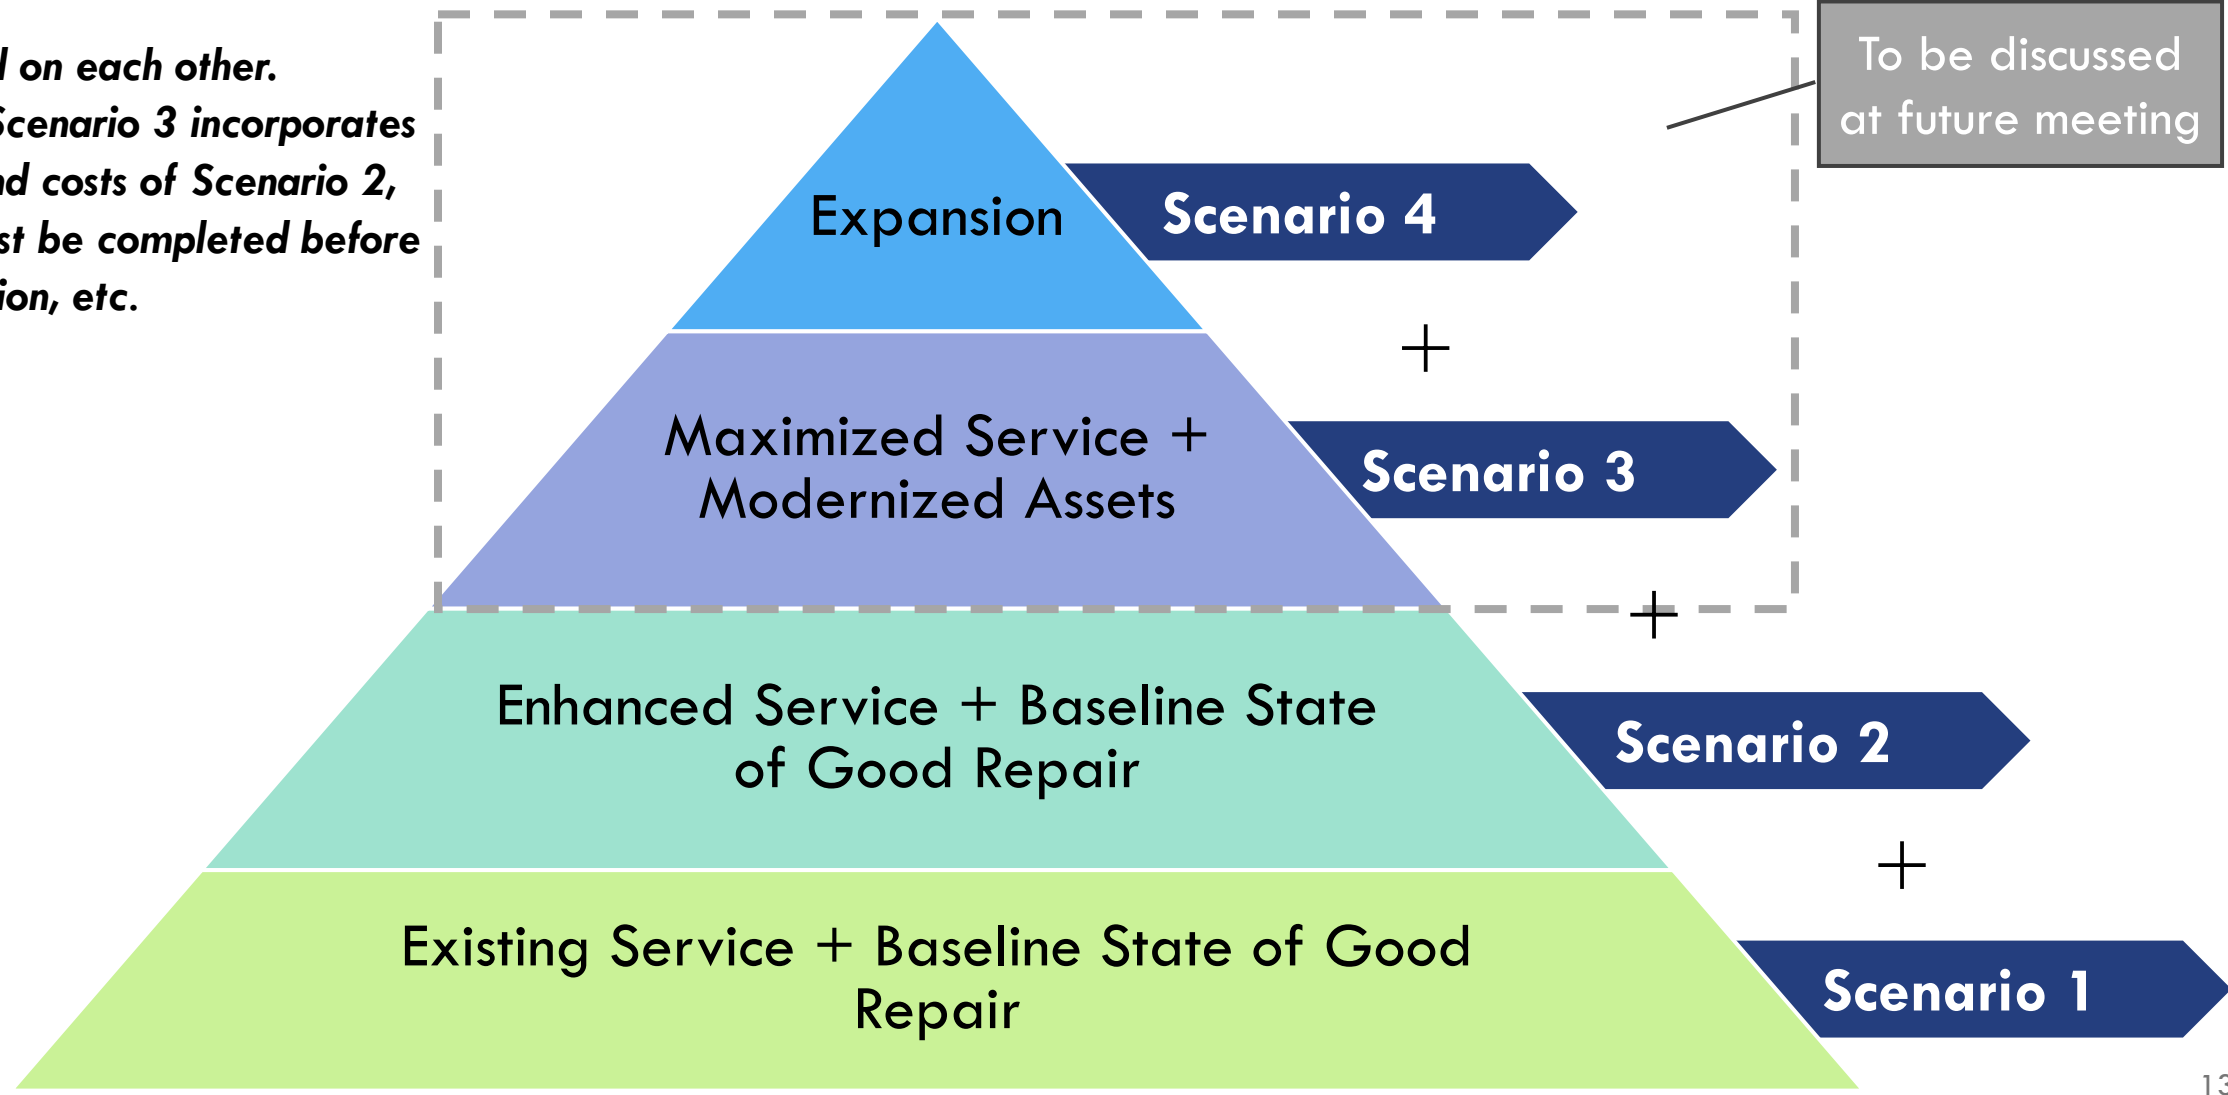 on each other.
Scenario 3 incorporates
costs of Scenario 2,
be completed before
etc.
To be discussed
at future meeting
Expansion
Scenario 4
+
Maximized Service +
Modernized Assets
Scenario 3
+
Enhanced Service + Baseline State
of Good Repair
Scenario 2
+
Existing Service + Baseline State of Good
Repair
Scenario 1
13